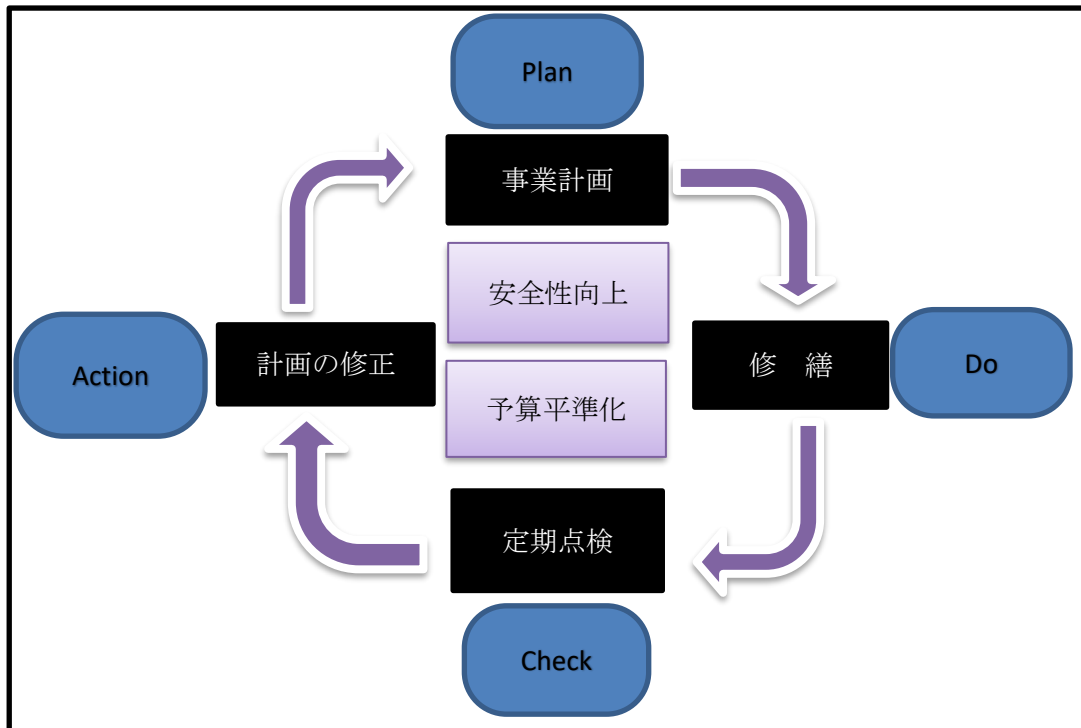 Plan
事業計画
安全性向上
Action
計画の修正
修　繕
Do
予算平準化
定期点検
Check